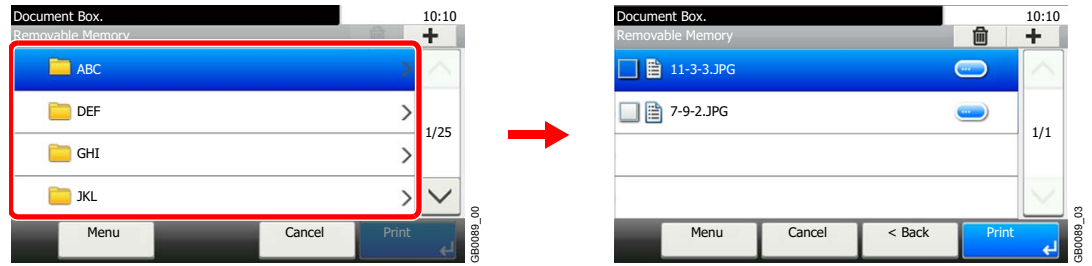 Document Box.
10:10
Removable Memory
+
ABC
DEF
GHI
JKL
1/25
Menu
Cancel
Print
GB0089_00
Document Box.
10:10
Removable Memory
+
11-3-3.JPG
7-9-2.JPG
1/1
Menu
Cancel
< Back
Print
GB0089_03